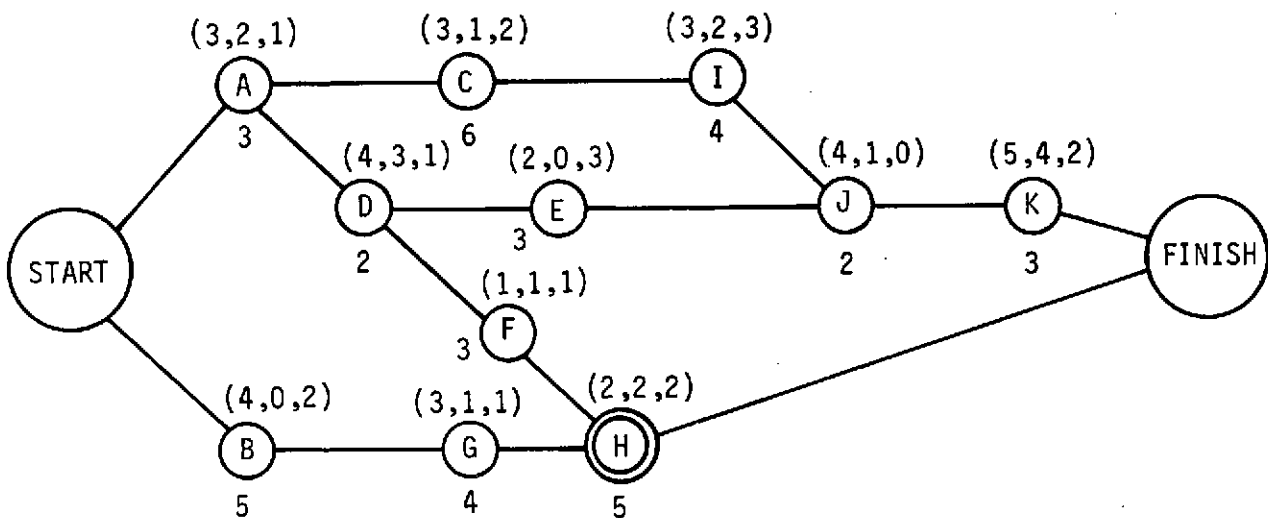 (3,2,1) (3,1,2) (3,2,3)
A C I
3 6 4
(4,3,1) (2,0,3) (4,1,0) (5,4,2)
D E J K
2 3 2 3
START FINISH
(1,1,1)
F
3
(4,0,2) (3,1,1) (2,2,2)
B G H
5 4 5